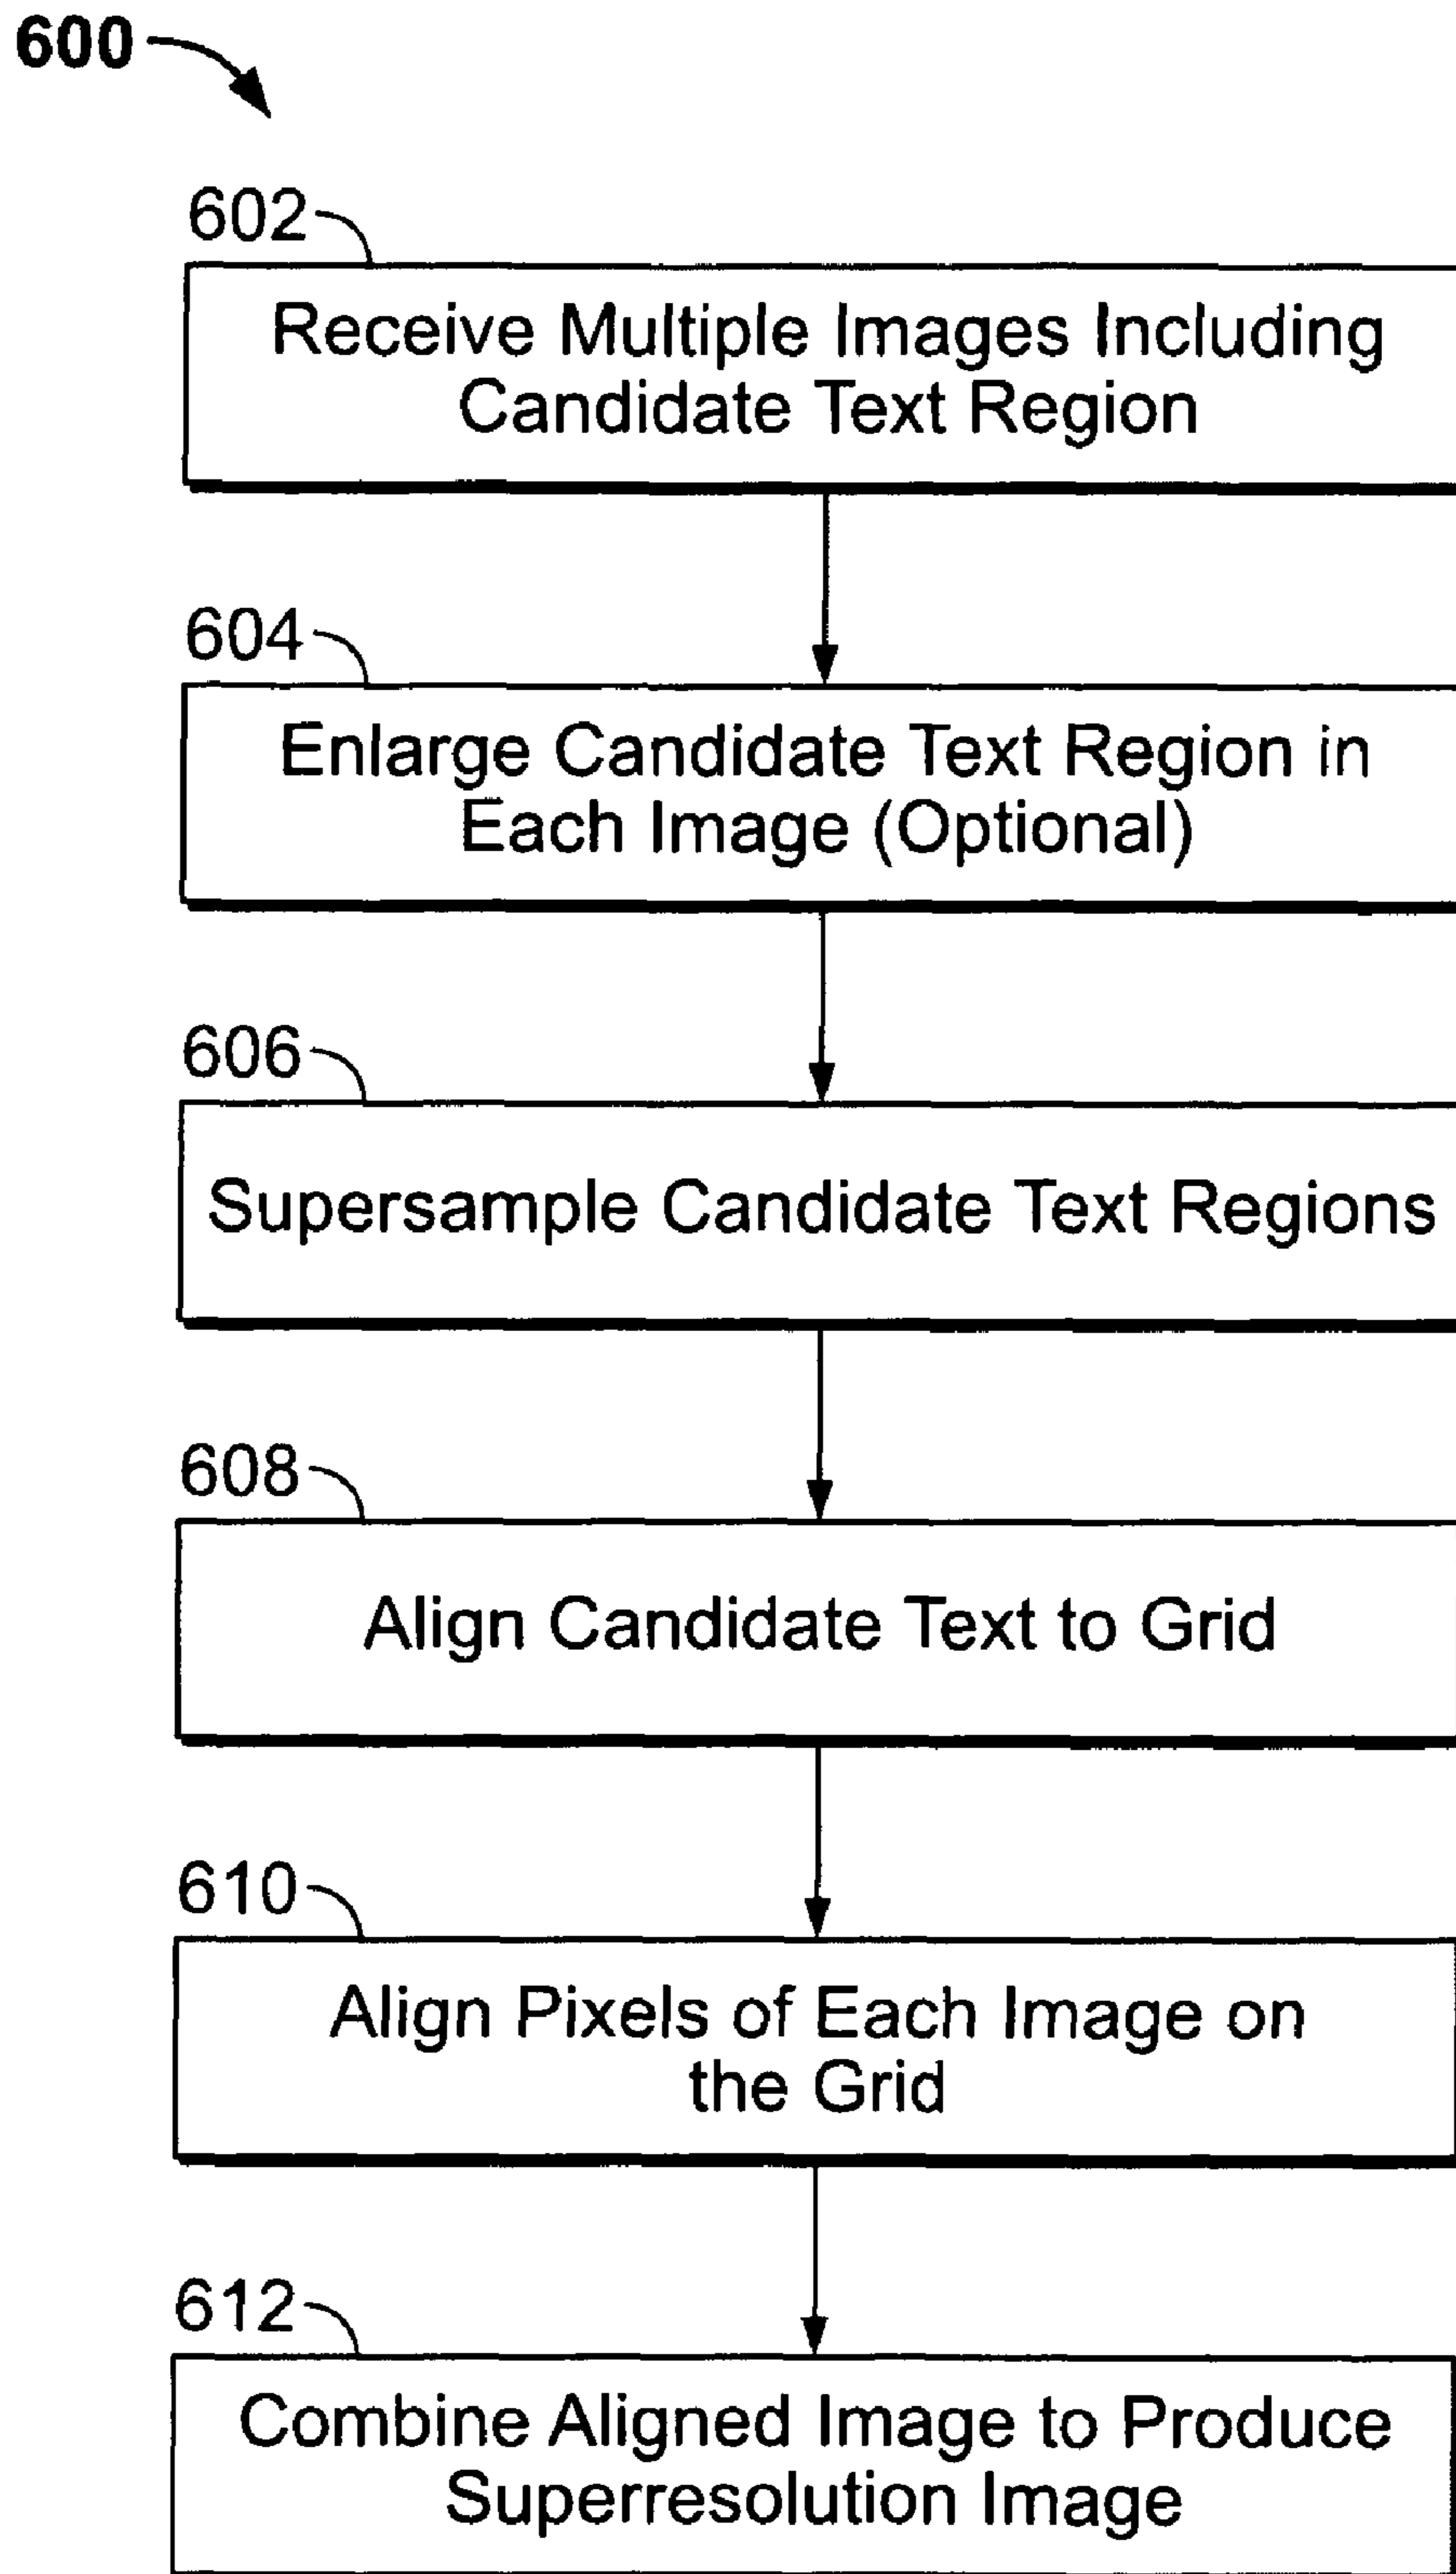 600
602
Receive Multiple Images Including
Candidate Text Region
604
Enlarge Candidate Text Region in
Each Image (Optional)
606
Supersample Candidate Text Regions
608
Align Candidate Text to Grid
610
Align Pixels of Each Image on
the Grid
612
Combine Aligned Image to Produce
Superresolution Image